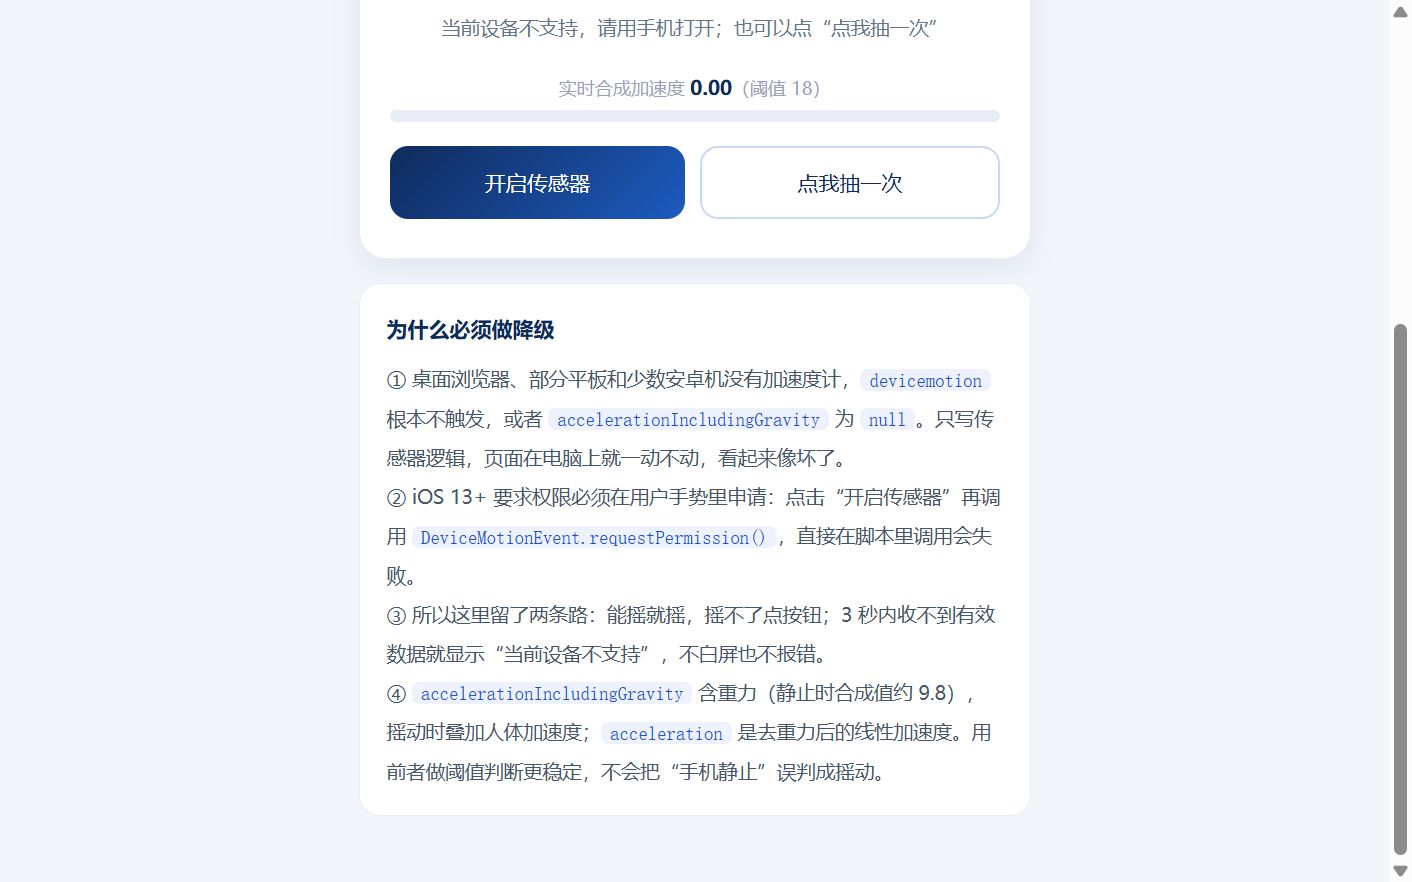 当前设备不支持，请用手机打开；也可以点“点我抽一次”
实时合成加速度 0.00（阈值 18）
开启传感器
点我抽一次
为什么必须做降级
① 桌面浏览器、部分平板和少数安卓机没有加速度计，devicemotion
根本不触发，或者 accelerationIncludingGravity 为 null。只写传
感器逻辑，页面在电脑上就一动不动，看起来像坏了。
② iOS 13+ 要求权限必须在用户手势里申请：点击“开启传感器”再调
用 DeviceMotionEvent.requestPermission()，直接在脚本里调用会失
败。
③ 所以这里留了两条路：能摇就摇，摇不了点按钮；3 秒内收不到有效
数据就显示“当前设备不支持”，不白屏也不报错。
④ accelerationIncludingGravity 含重力（静止时合成值约 9.8），
摇动时叠加人体加速度；acceleration 是去重力后的线性加速度。用
前者做阈值判断更稳定，不会把“手机静止”误判成摇动。